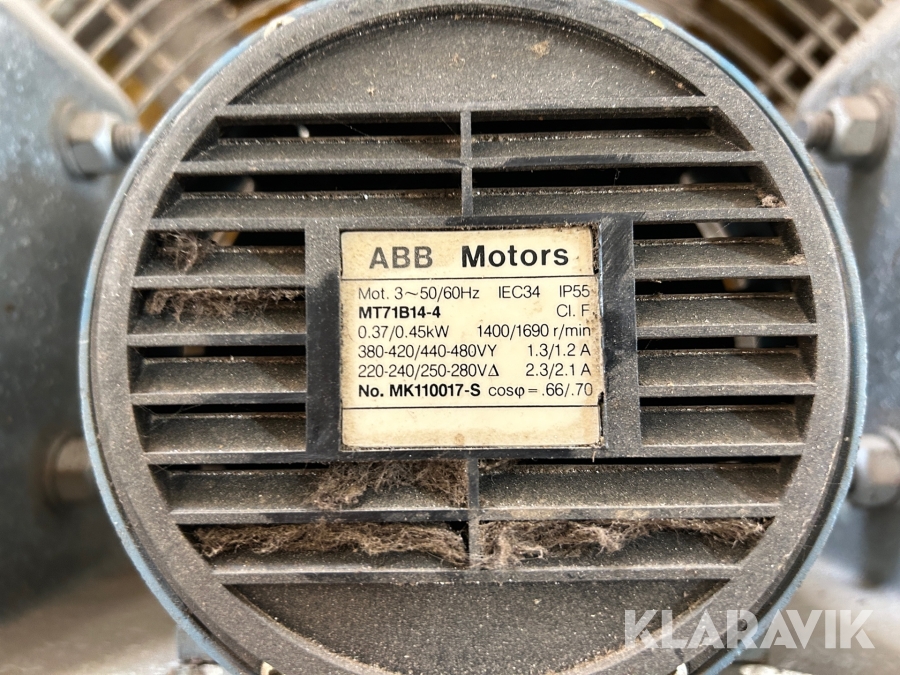 ABB Motors
Mot. 3~50/60Hz IEC34 IP55
MT71B14-4 Cl. F
0.37/0.45kW 1400/1690 r/min
380-420/440-480VY 1.3/1.2 A
220-240/250-280VΔ 2.3/2.1 A
No. MK110017-S cosφ=.66/.70
KLARAVIK